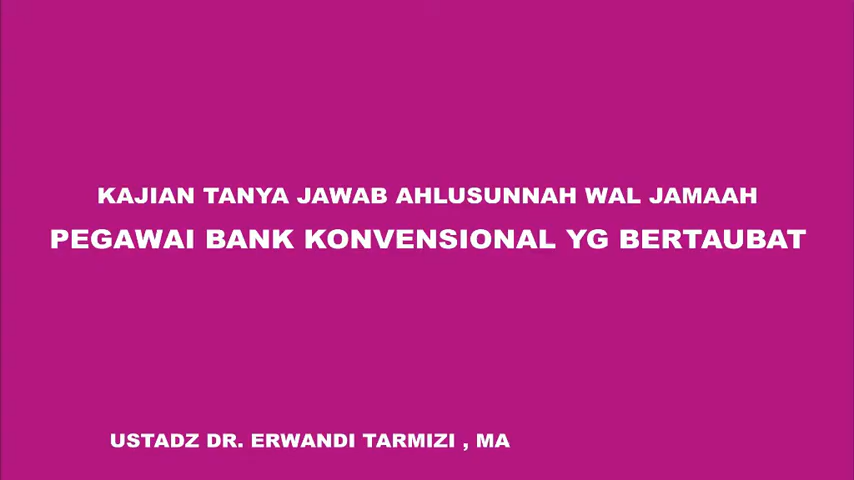 KAJIAN TANYA JAWAB AHLUSUNNAH WAL JAMAAH
PEGAWAI BANK KONVENSIONAL YG BERTAUBAT
USTADZ DR. ERWANDI TARMIZI , MA